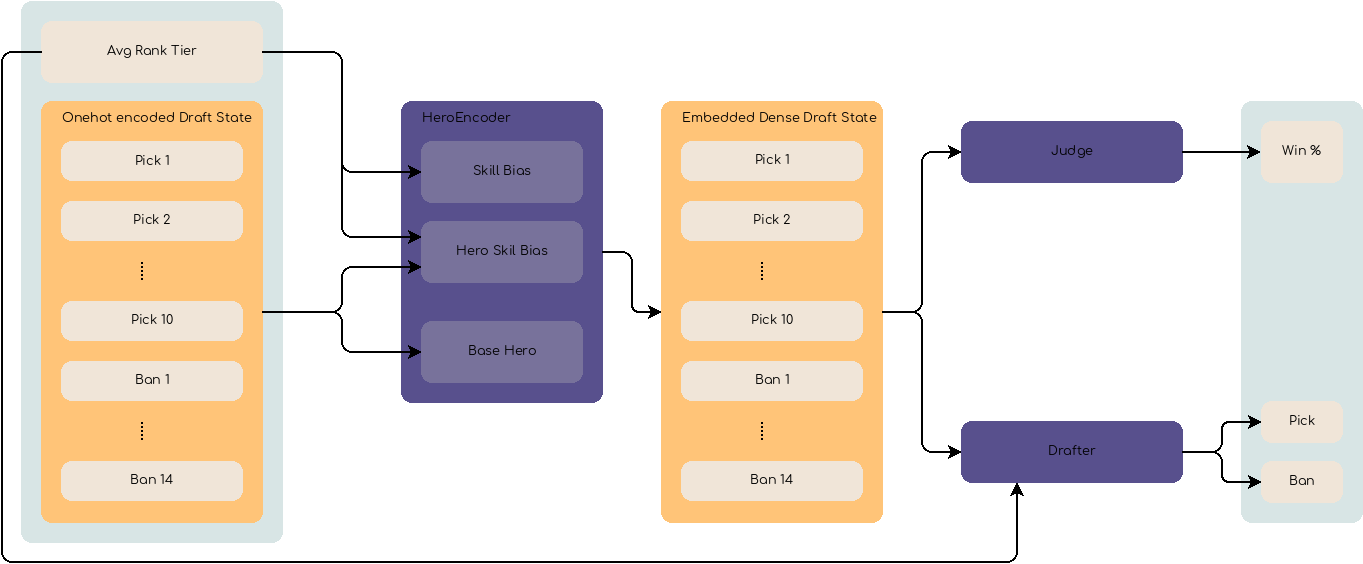 Avg Rank Tier
Onehot encoded Draft State
Pick 1
Pick 2
Pick 10
Ban 1
Ban 14
HeroEncoder
Skill Bias
Hero Skil Bias
Base Hero
Embedded Dense Draft State
Pick 1
Pick 2
Pick 10
Ban 1
Ban 14
Judge
Drafter
Win %
Pick
Ban